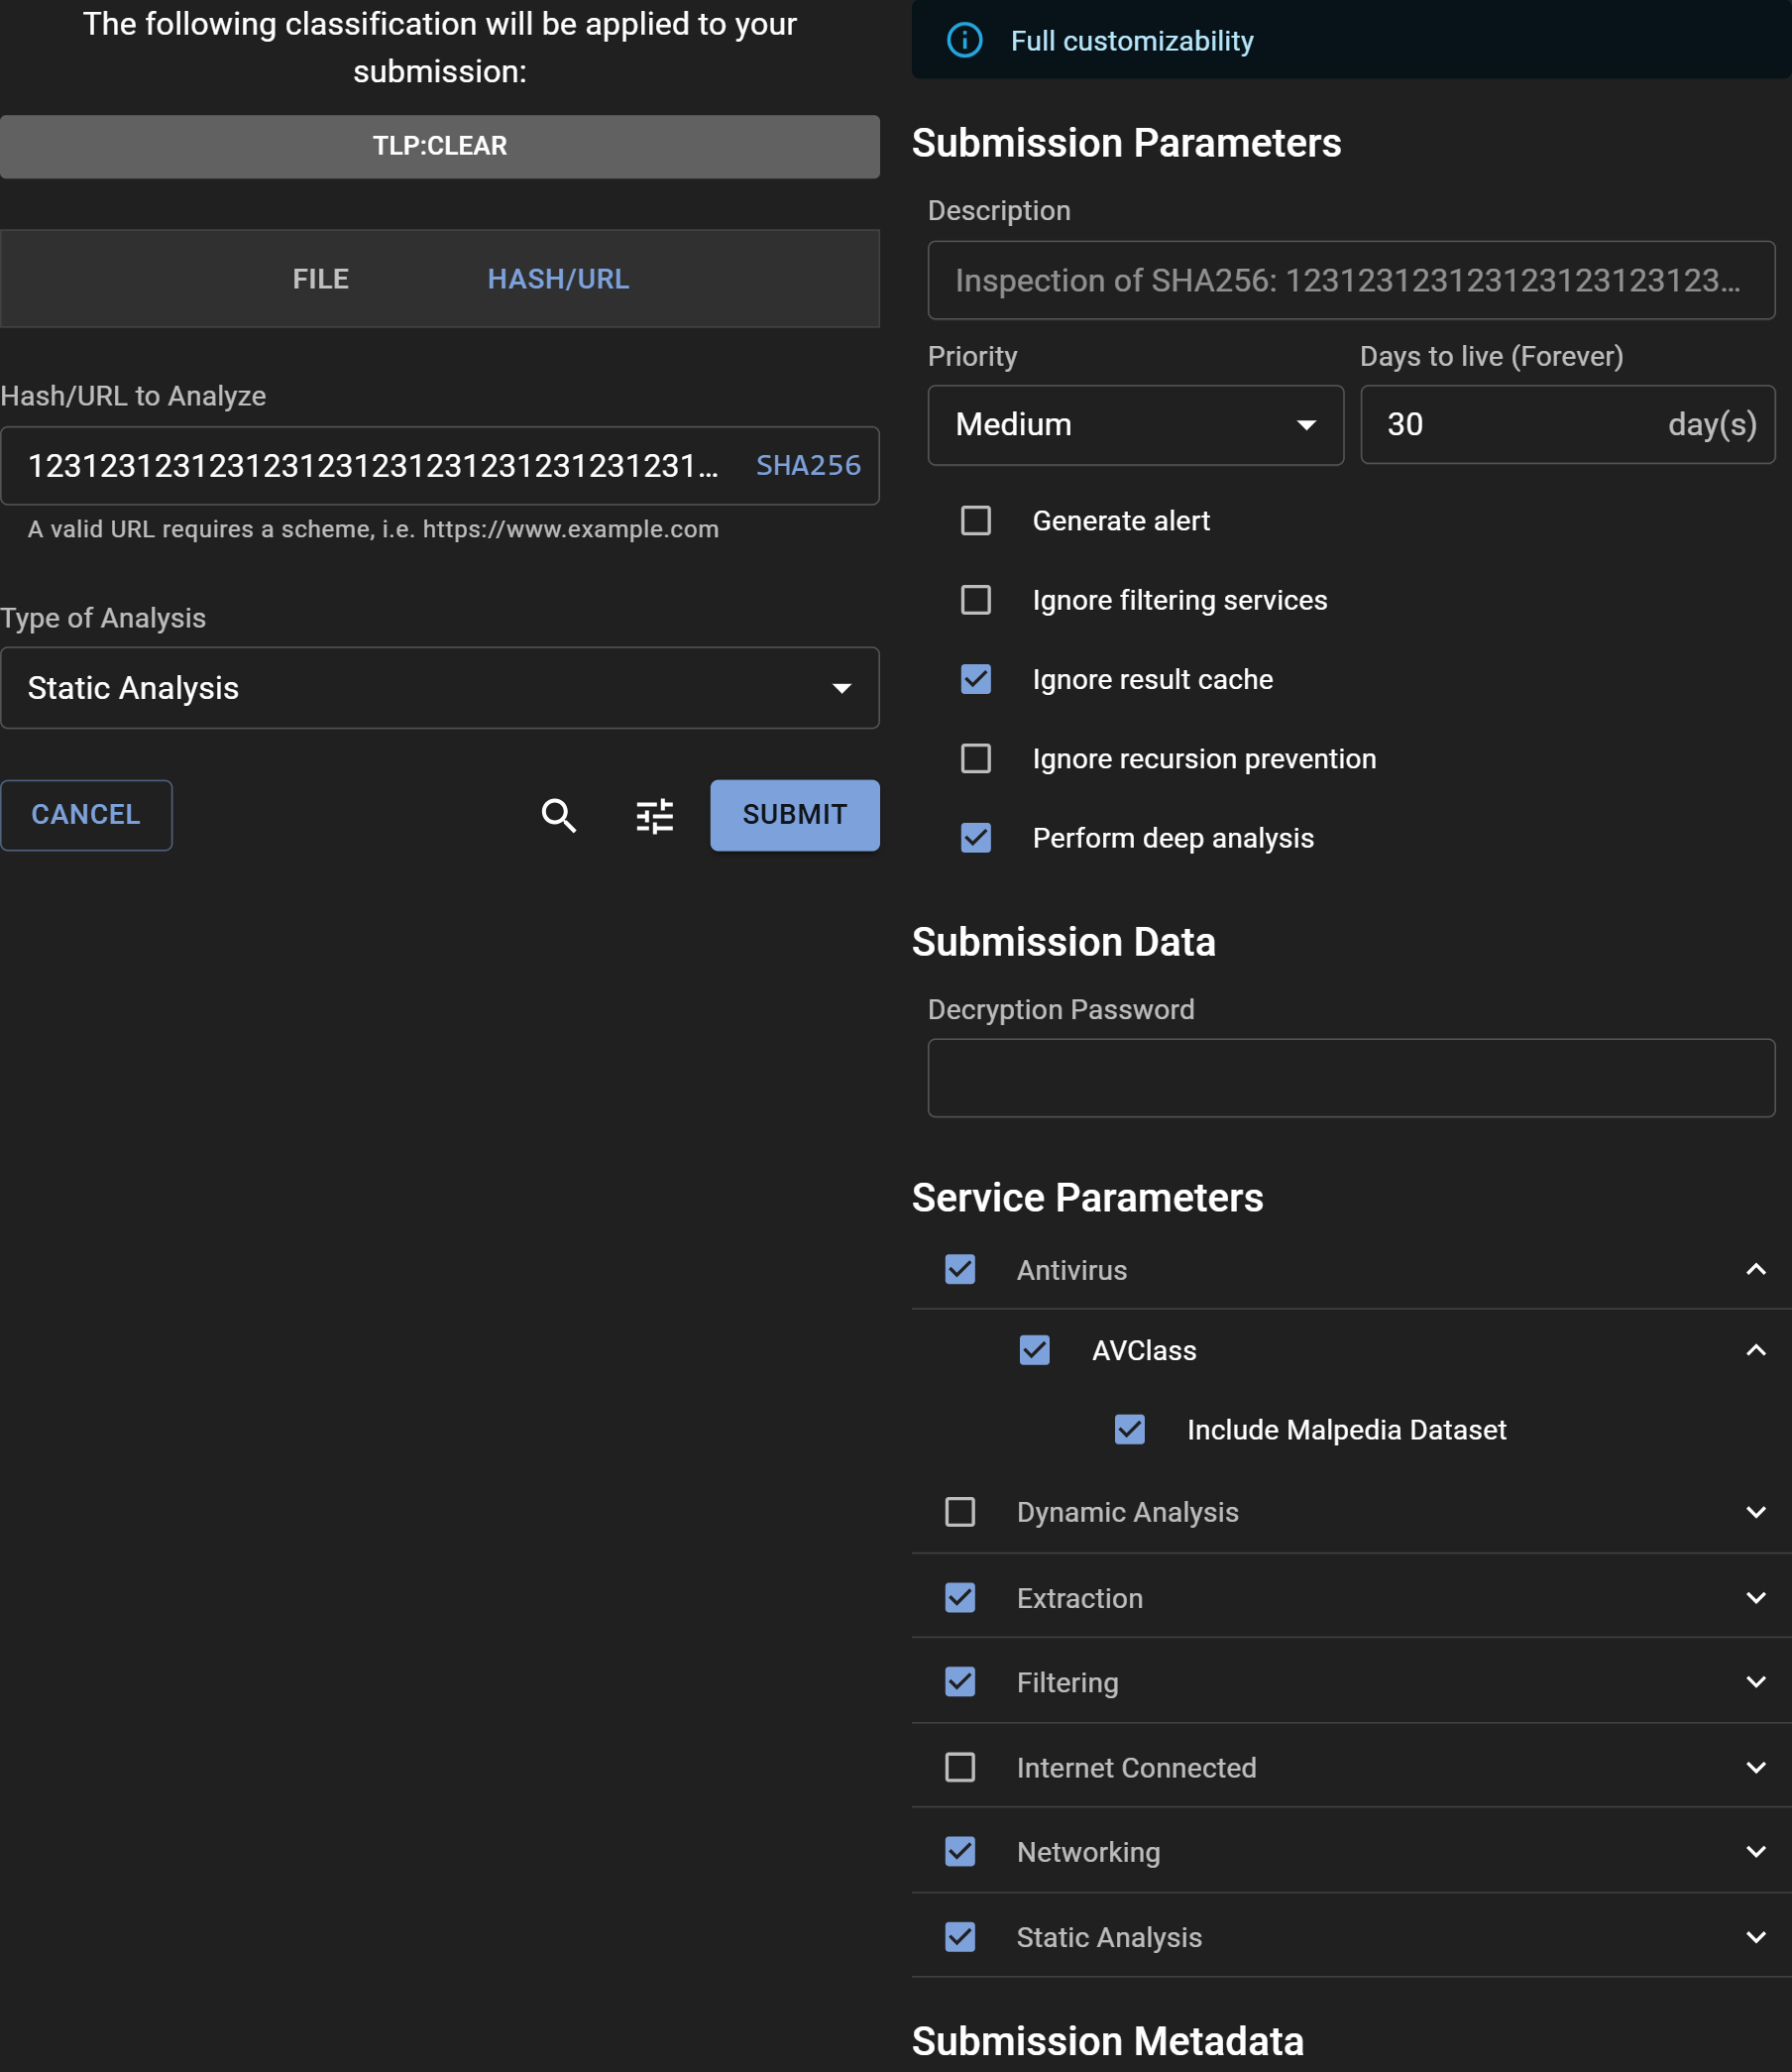 The following classification will be applied to your
submission:
TLP:CLEAR
FILE
HASH/URL
Hash/URL to Analyze
123123123123123123123123123123123123123123123123123123123123...
SHA256
A valid URL requires a scheme, i.e. https://www.example.com
Type of Analysis
Static Analysis
CANCEL
SUBMIT
Full customizability
Submission Parameters
Description
Inspection of SHA256: 123123123123123123123123123...
Priority
Days to live (Forever)
Medium
30
day(s)
Generate alert
Ignore filtering services
Ignore result cache
Ignore recursion prevention
Perform deep analysis
Submission Data
Decryption Password
Service Parameters
Antivirus
AVClass
Include Malpedia Dataset
Dynamic Analysis
Extraction
Filtering
Internet Connected
Networking
Static Analysis
Submission Metadata